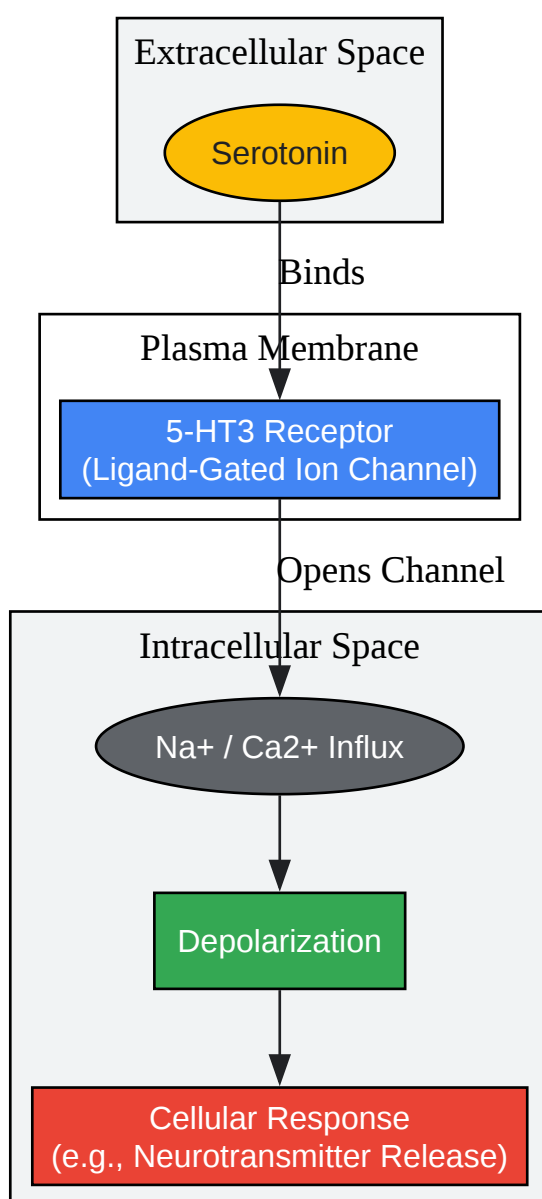 Extracellular Space
Serotonin
Binds
Plasma Membrane
5-HT3 Receptor
(Ligand-Gated Ion Channel)
Opens Channel
Intracellular Space
Na+ / Ca2+ Influx
Depolarization
Cellular Response
(e.g., Neurotransmitter Release)